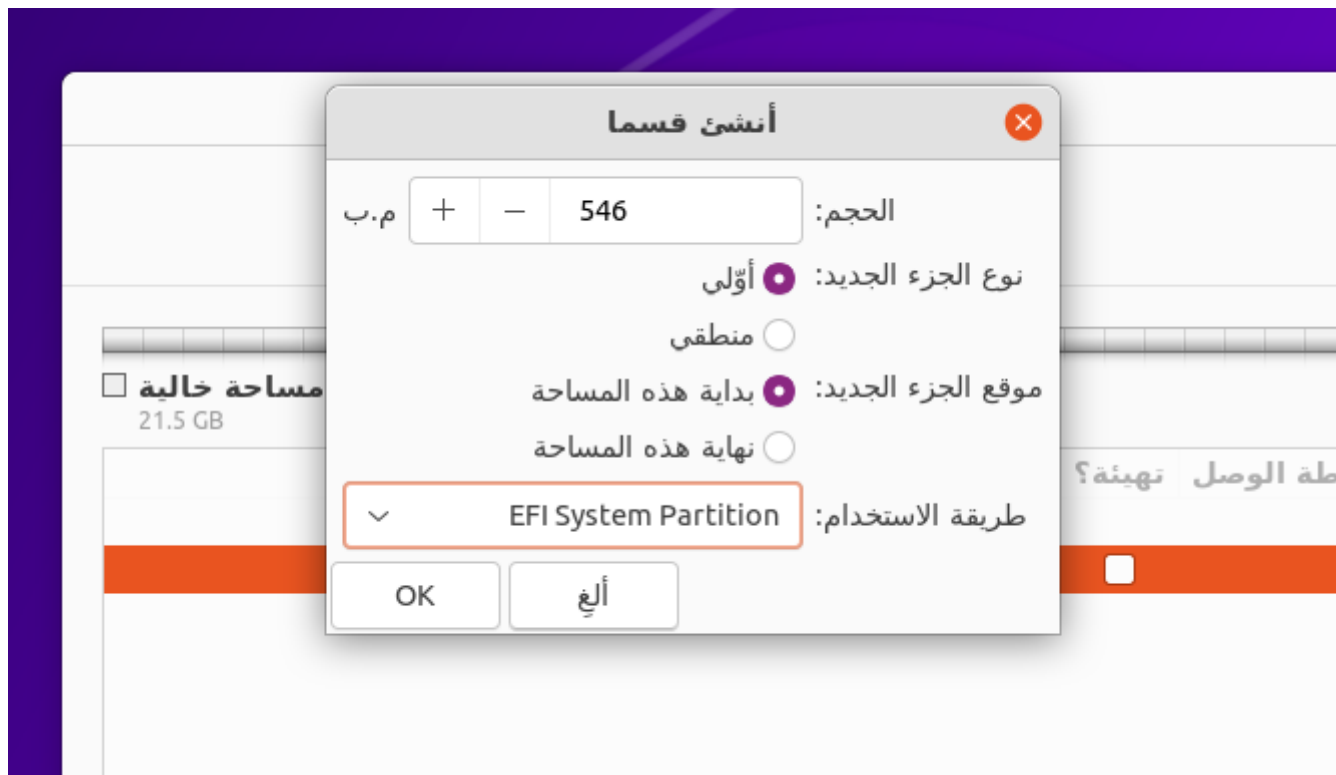 أنشئ قسما
الحجم: 546 − + م.ب
نوع الجزء الجديد: أوّلي
منطقي
موقع الجزء الجديد: بداية هذه المساحة
نهاية هذه المساحة
طريقة الاستخدام: EFI System Partition
ألغِ OK
مساحة خالية
21.5 GB
الوصل تهيئة؟